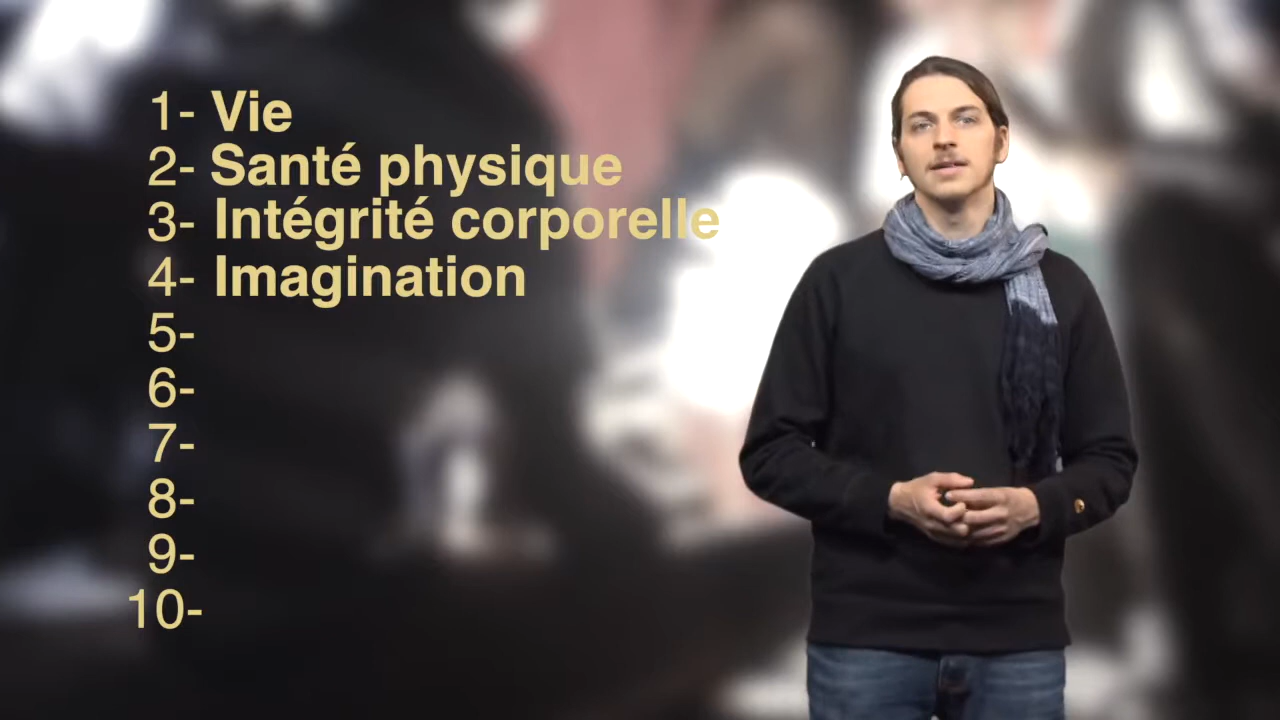 1- Vie
2- Santé physique
3- Intégrité corporelle
4- Imagination
5-
6-
7-
8-
9-
10-